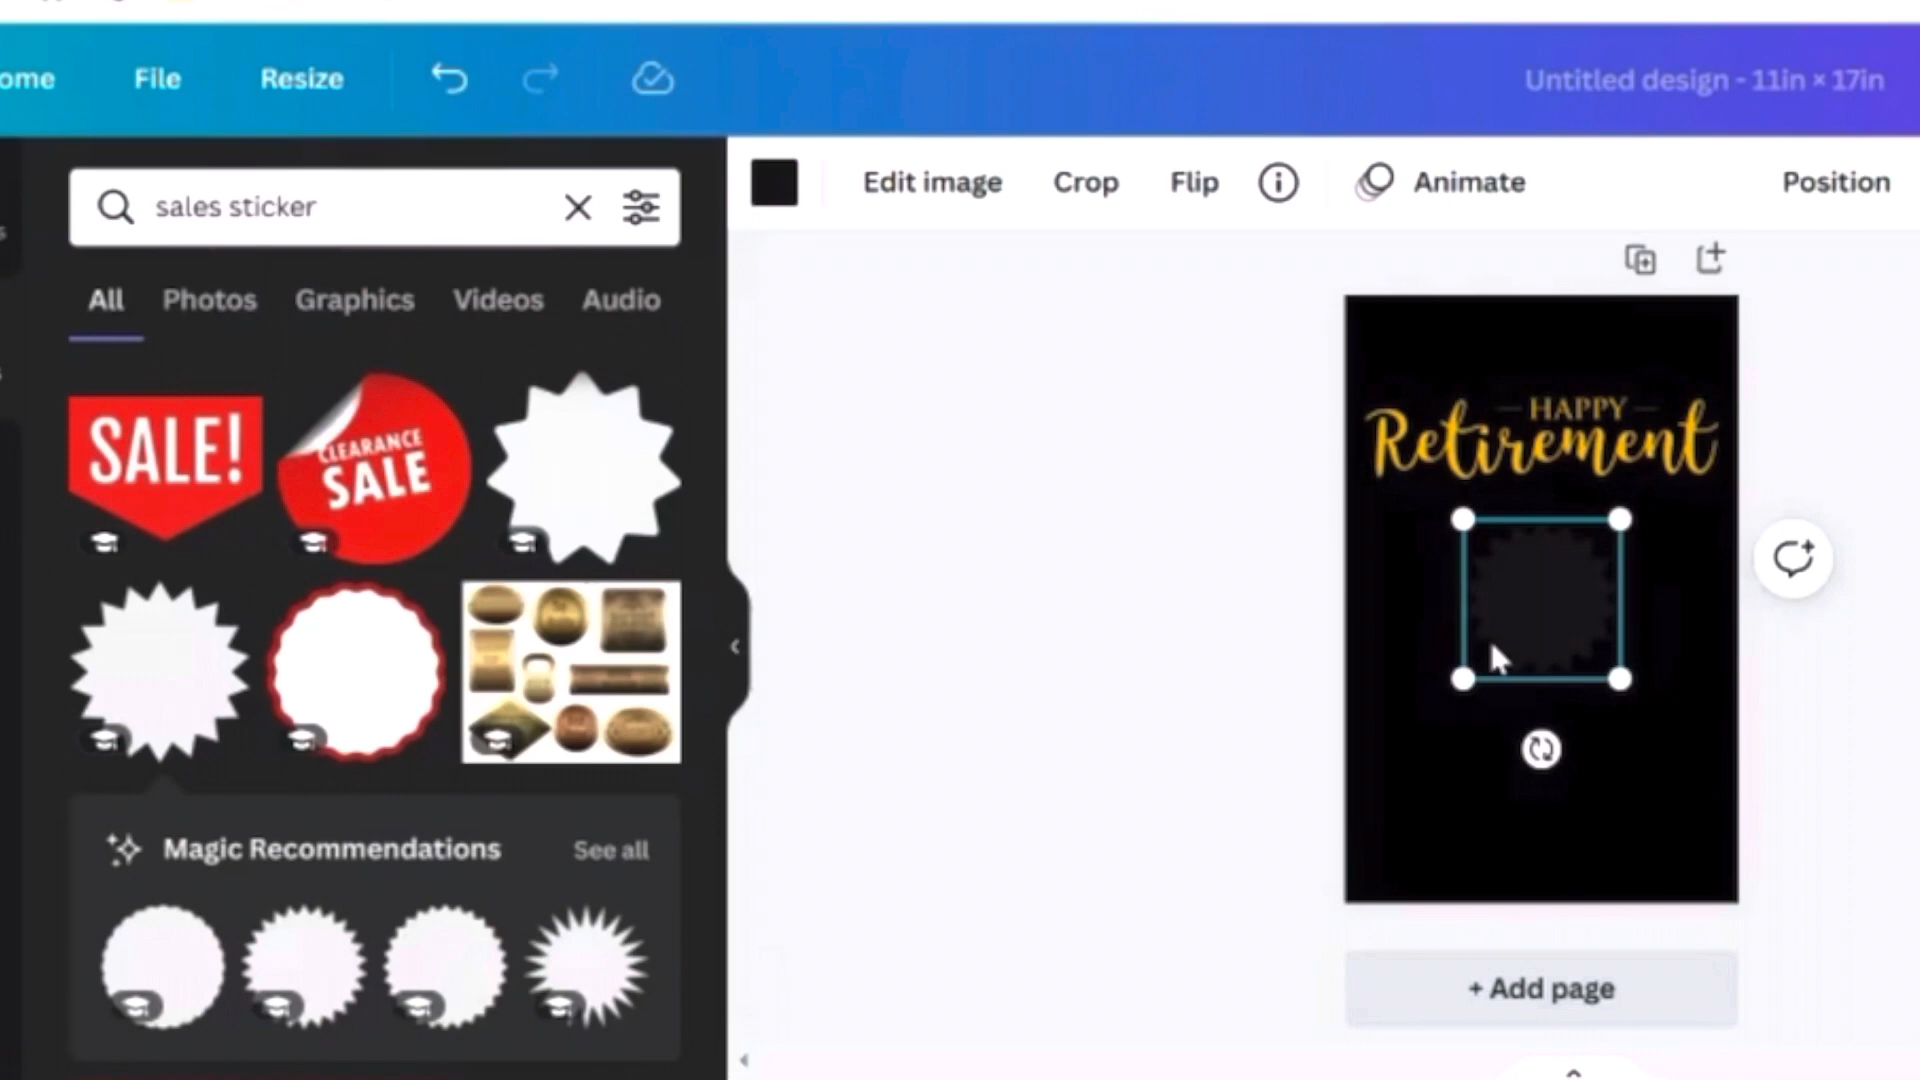 ome File Resize Untitled design - 11in × 17in
sales sticker
Edit image Crop Flip Animate Position
All Photos Graphics Videos Audio
SALE!
CLEARANCE
SALE
HAPPY
Retirement
Magic Recommendations See all
+ Add page